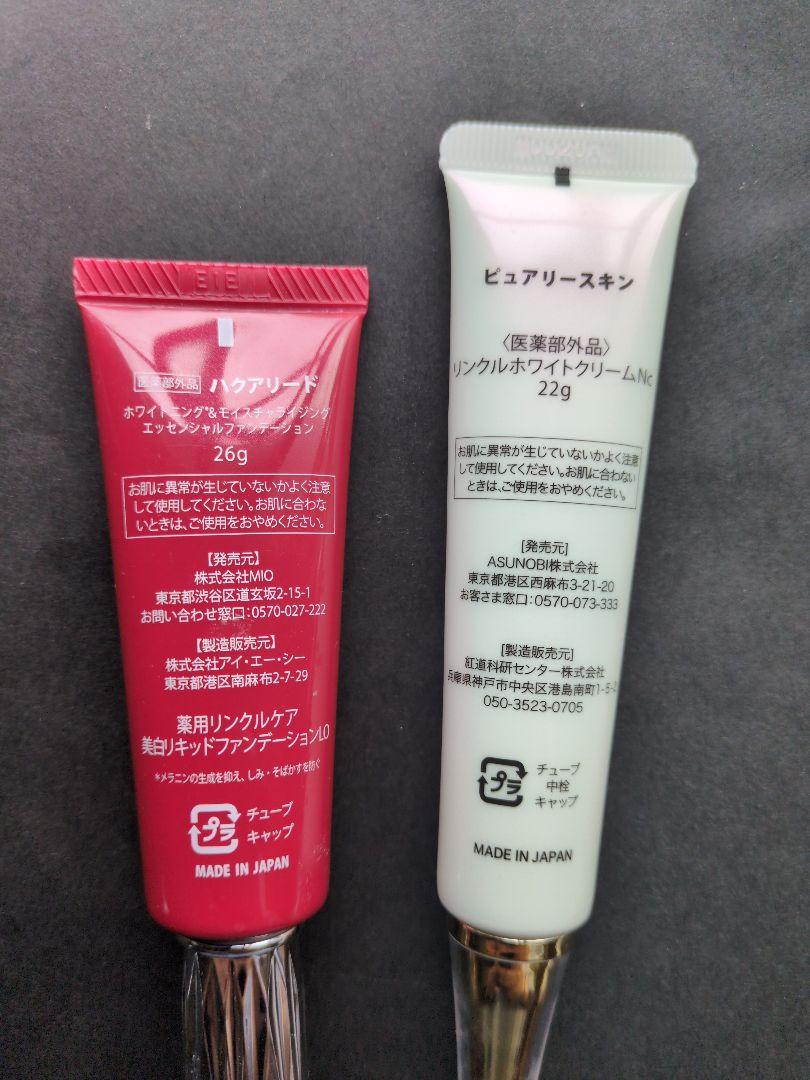 医薬部外品 ハクアリード
ホワイトニング*&モイスチャライジング
エッセンシャルファンデーション
26g
お肌に異常が生じていないかよく注意
して使用してください。お肌に合わな
いときは、ご使用をおやめください。
【発売元】
株式会社MIO
東京都渋谷区道玄坂2-15-1
お問い合わせ窓口:0570-027-222
【製造販売元】
株式会社アイ・エー・シー
東京都港区南麻布2-7-29
薬用リンクルケア
美白リキッドファンデーションLO
*メラニンの生成を抑え、しみ・そばかすを防ぐ
プラ
チューブ
キャップ
MADE IN JAPAN
ピュアリースキン
〈医薬部外品〉
リンクルホワイトクリームNc
22g
お肌に異常が生じていないかよく注意
して使用してください。お肌に合わない
ときは、ご使用をおやめください。
[発売元]
ASUNOBI株式会社
東京都港区西麻布3-21-20
お客さま窓口:0570-073-333
[製造販売元]
紅道科研センター株式会社
兵庫県神戸市中央区港島南町1-5-2
050-3523-0705
プラ
チューブ
中栓
キャップ
MADE IN JAPAN